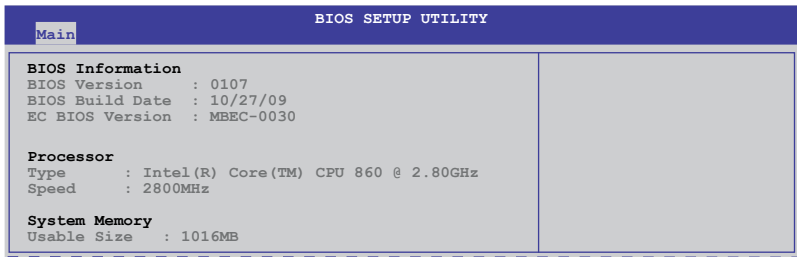 BIOS SETUP UTILITY
Main
BIOS Information
BIOS Version : 0107
BIOS Build Date : 10/27/09
EC BIOS Version : MBEC-0030
Processor
Type : Intel(R) Core(TM) CPU 860 @ 2.80GHz
Speed : 2800MHz
System Memory
Usable Size : 1016MB